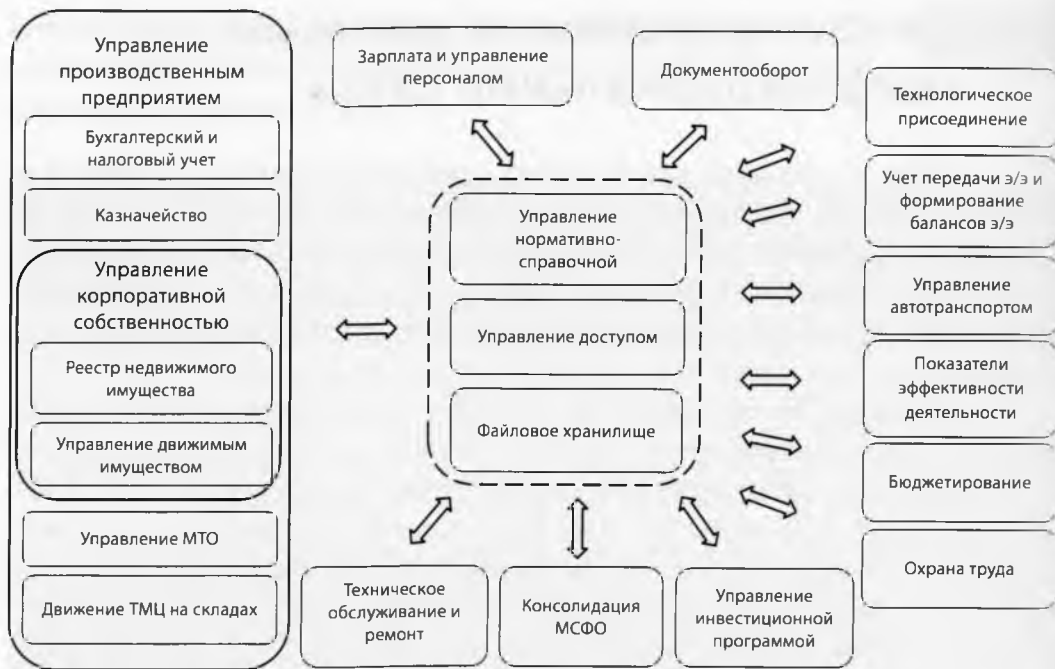 Управление
производственным
предприятием
Бухгалтерский и
налоговый учет
Казначейство
Управление
корпоративной
собственностью
Реестр недвижимого
имущества
Управление движимым
имуществом
Управление МТО
Движение ТМЦ на складах
Зарплата и управление
персоналом
Документооборот
Управление
нормативно-
справочной
Управление доступом
Файловое хранилище
Техническое
обслуживание и
ремонт
Консолидация
МСФО
Управление
инвестиционной
программой
Технологическое
присоединение
Учет передачи э/э и
формирование
балансов э/э
Управление
автотранспортом
Показатели
эффективности
деятельности
Бюджетирование
Охрана труда